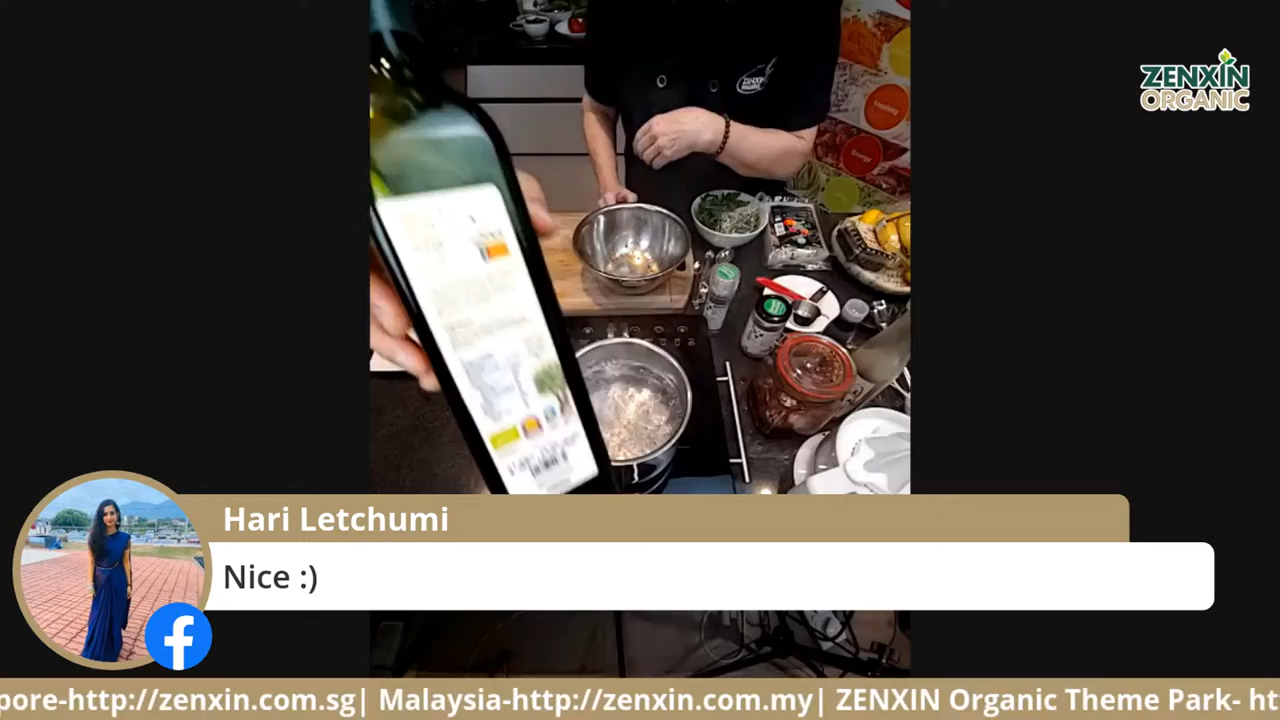 ZENXIN
ORGANIC
Hari Letchumi
Nice :)
pore-http://zenxin.com.sg| Malaysia-http://zenxin.com.my| ZENXIN Organic Theme Park- ht